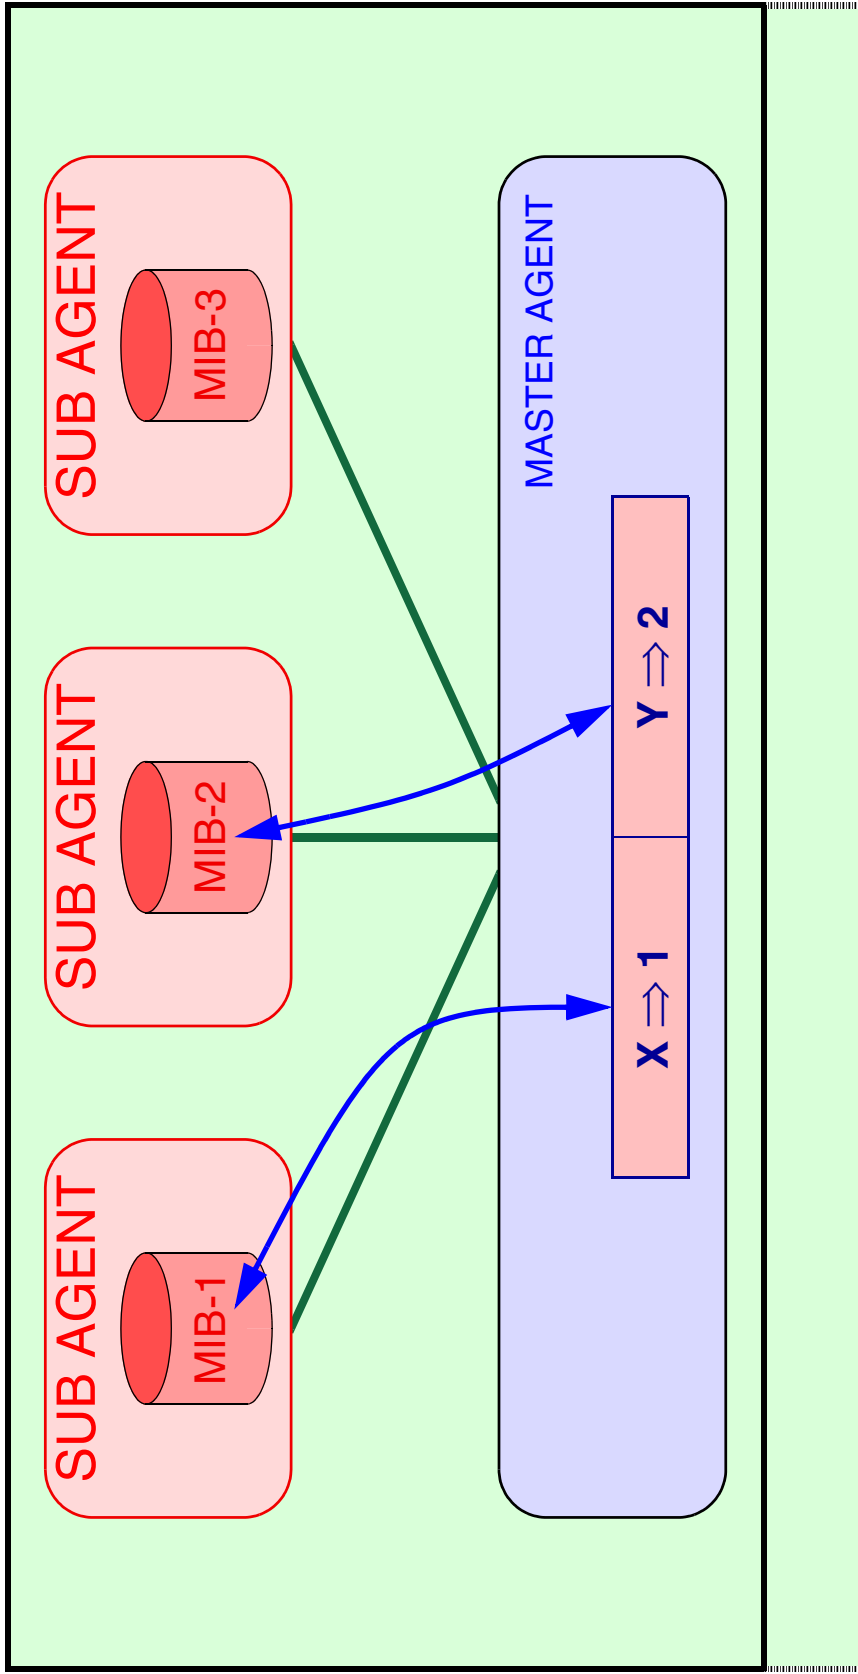 SUB AGENT
SUB AGENT
SUB AGENT
MIB-1
MIB-2
MIB-3
MASTER AGENT
X ⇒ 1
Y ⇒ 2